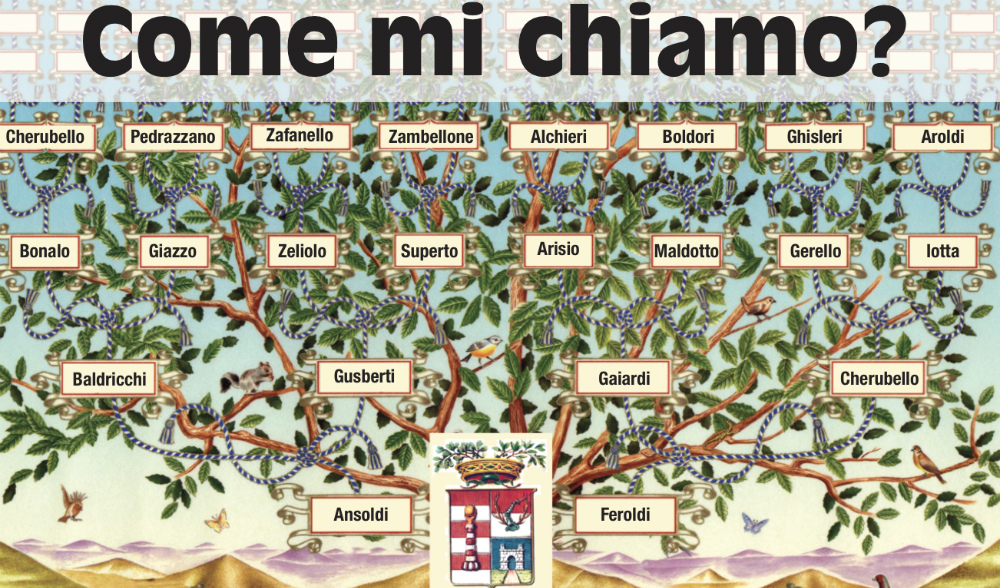 Come mi chiamo?
Cherubello Pedrazzano Zafanello Zambellone Alchieri Boldori Ghisleri Aroldi
Bonalo Giazzo Zeliolo Superto Arisio Maldotto Gerello Iotta
Baldricchi Gusberti Gaiardi Cherubello
Ansoldi Feroldi